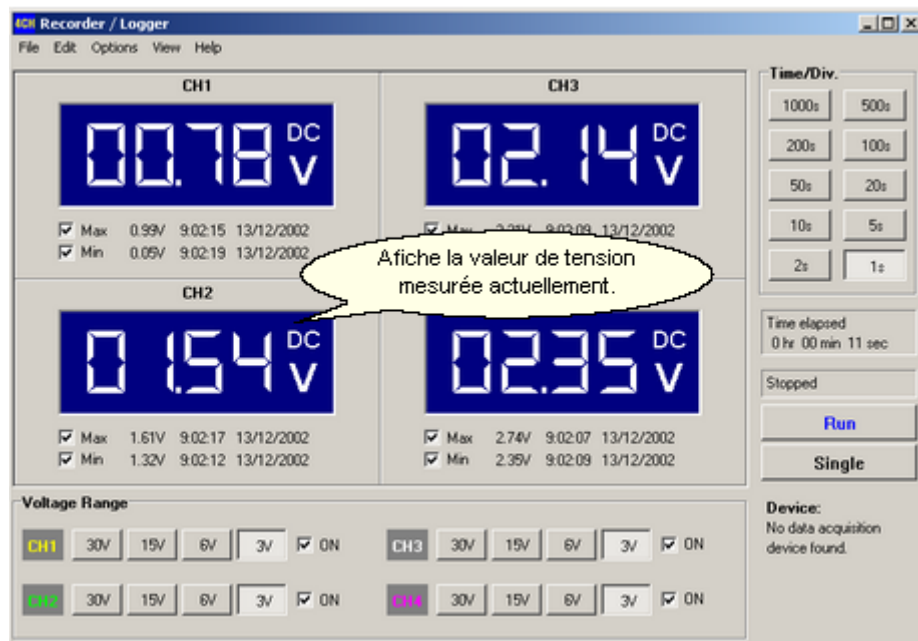 4CH Recorder / Logger
File Edit Options View Help
CH1
00.78 DC V
Max 0.99V 9:02:15 13/12/2002
Min 0.05V 9:02:19 13/12/2002
CH3
02.14 DC V
9:02:09 13/12/2002
Afiche la valeur de tension
mesurée actuellement.
CH2
01.54 DC V
Max 1.61V 9:02:17 13/12/2002
Min 1.32V 9:02:12 13/12/2002
02.35 DC V
Max 2.74V 9:02:07 13/12/2002
Min 2.35V 9:02:09 13/12/2002
Time/Div.
1000s 500s
200s 100s
50s 20s
10s 5s
2s 1s
Time elapsed
0 hr 00 min 11 sec
Stopped
Run
Single
Device:
No data acquisition
device found.
Voltage Range
CH1 30V 15V 6V 3V ON
CH3 30V 15V 6V 3V ON
CH2 30V 15V 6V 3V ON
CH4 30V 15V 6V 3V ON